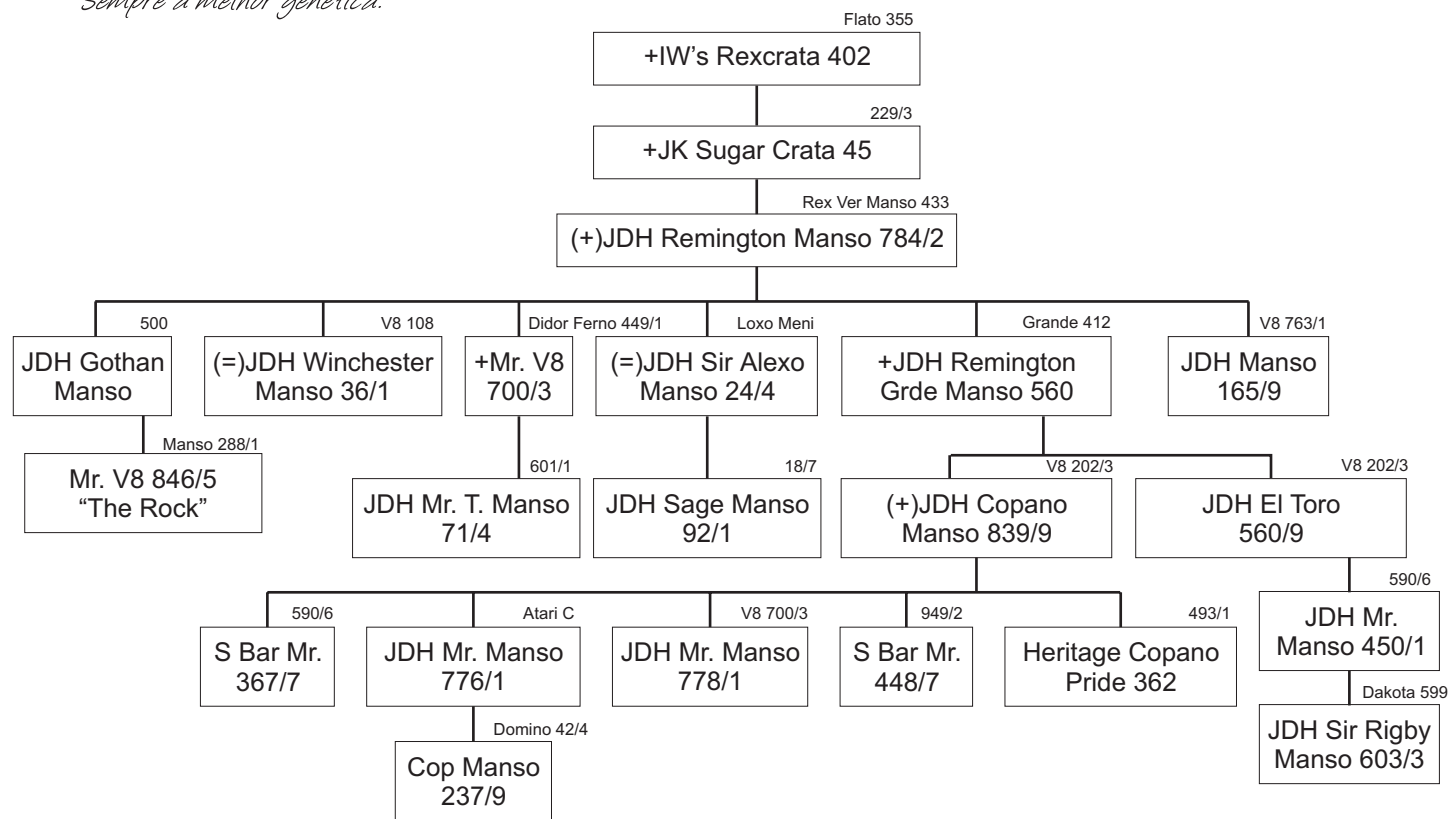 Sempre a melhor genética.
Flato 355
+IW's Rexcrata 402
229/3
+JK Sugar Crata 45
Rex Ver Manso 433
(+)JDH Remington Manso 784/2
500
JDH Gothan
Manso
V8 108
(=)JDH Winchester
Manso 36/1
Didor Ferno 449/1
+Mr. V8
700/3
Loxo Meni
(=)JDH Sir Alexo
Manso 24/4
Grande 412
+JDH Remington
Grde Manso 560
V8 763/1
JDH Manso
165/9
Manso 288/1
Mr. V8 846/5
“The Rock”
601/1
JDH Mr. T. Manso
71/4
18/7
JDH Sage Manso
92/1
V8 202/3
(+)JDH Copano
Manso 839/9
V8 202/3
JDH El Toro
560/9
590/6
S Bar Mr.
367/7
Atari C
JDH Mr. Manso
776/1
V8 700/3
JDH Mr. Manso
778/1
949/2
S Bar Mr.
448/7
493/1
Heritage Copano
Pride 362
590/6
JDH Mr.
Manso 450/1
Domino 42/4
Cop Manso
237/9
Dakota 599
JDH Sir Rigby
Manso 603/3